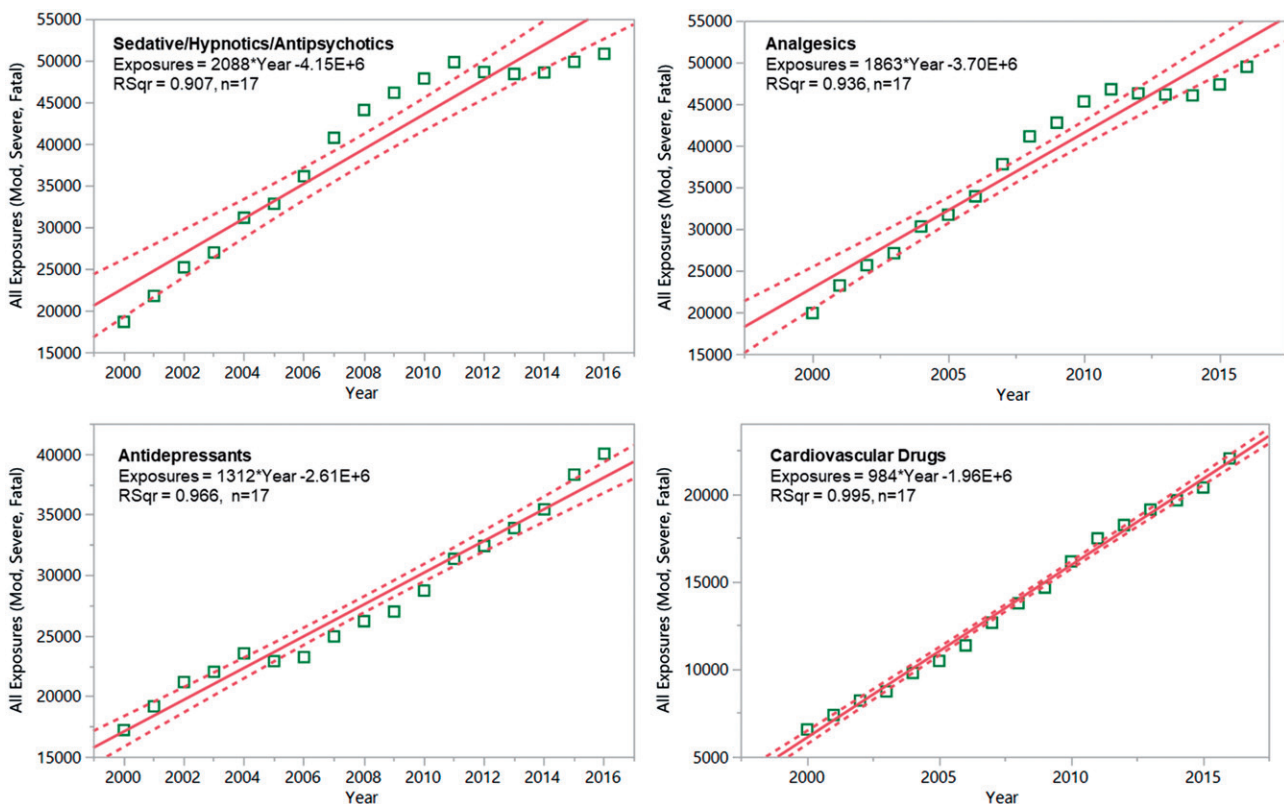 All Exposures (Mod, Severe, Fatal)
55000
50000
45000
40000
35000
30000
25000
20000
15000
Sedative/Hypnotics/Antipsychotics
Exposures = 2088*Year -4.15E+6
RSqr = 0.907, n=17
2000 2002 2004 2006 2008 2010 2012 2014 2016
Year
All Exposures (Mod, Severe, Fatal)
55000
50000
45000
40000
35000
30000
25000
20000
15000
Analgesics
Exposures = 1863*Year -3.70E+6
RSqr = 0.936, n=17
2000 2005 2010 2015
Year
All Exposures (Mod, Severe, Fatal)
40000
35000
30000
25000
20000
15000
Antidepressants
Exposures = 1312*Year -2.61E+6
RSqr = 0.966, n=17
2000 2002 2004 2006 2008 2010 2012 2014 2016
Year
All Exposures (Mod, Severe, Fatal)
20000
15000
10000
5000
Cardiovascular Drugs
Exposures = 984*Year -1.96E+6
RSqr = 0.995, n=17
2000 2005 2010 2015
Year